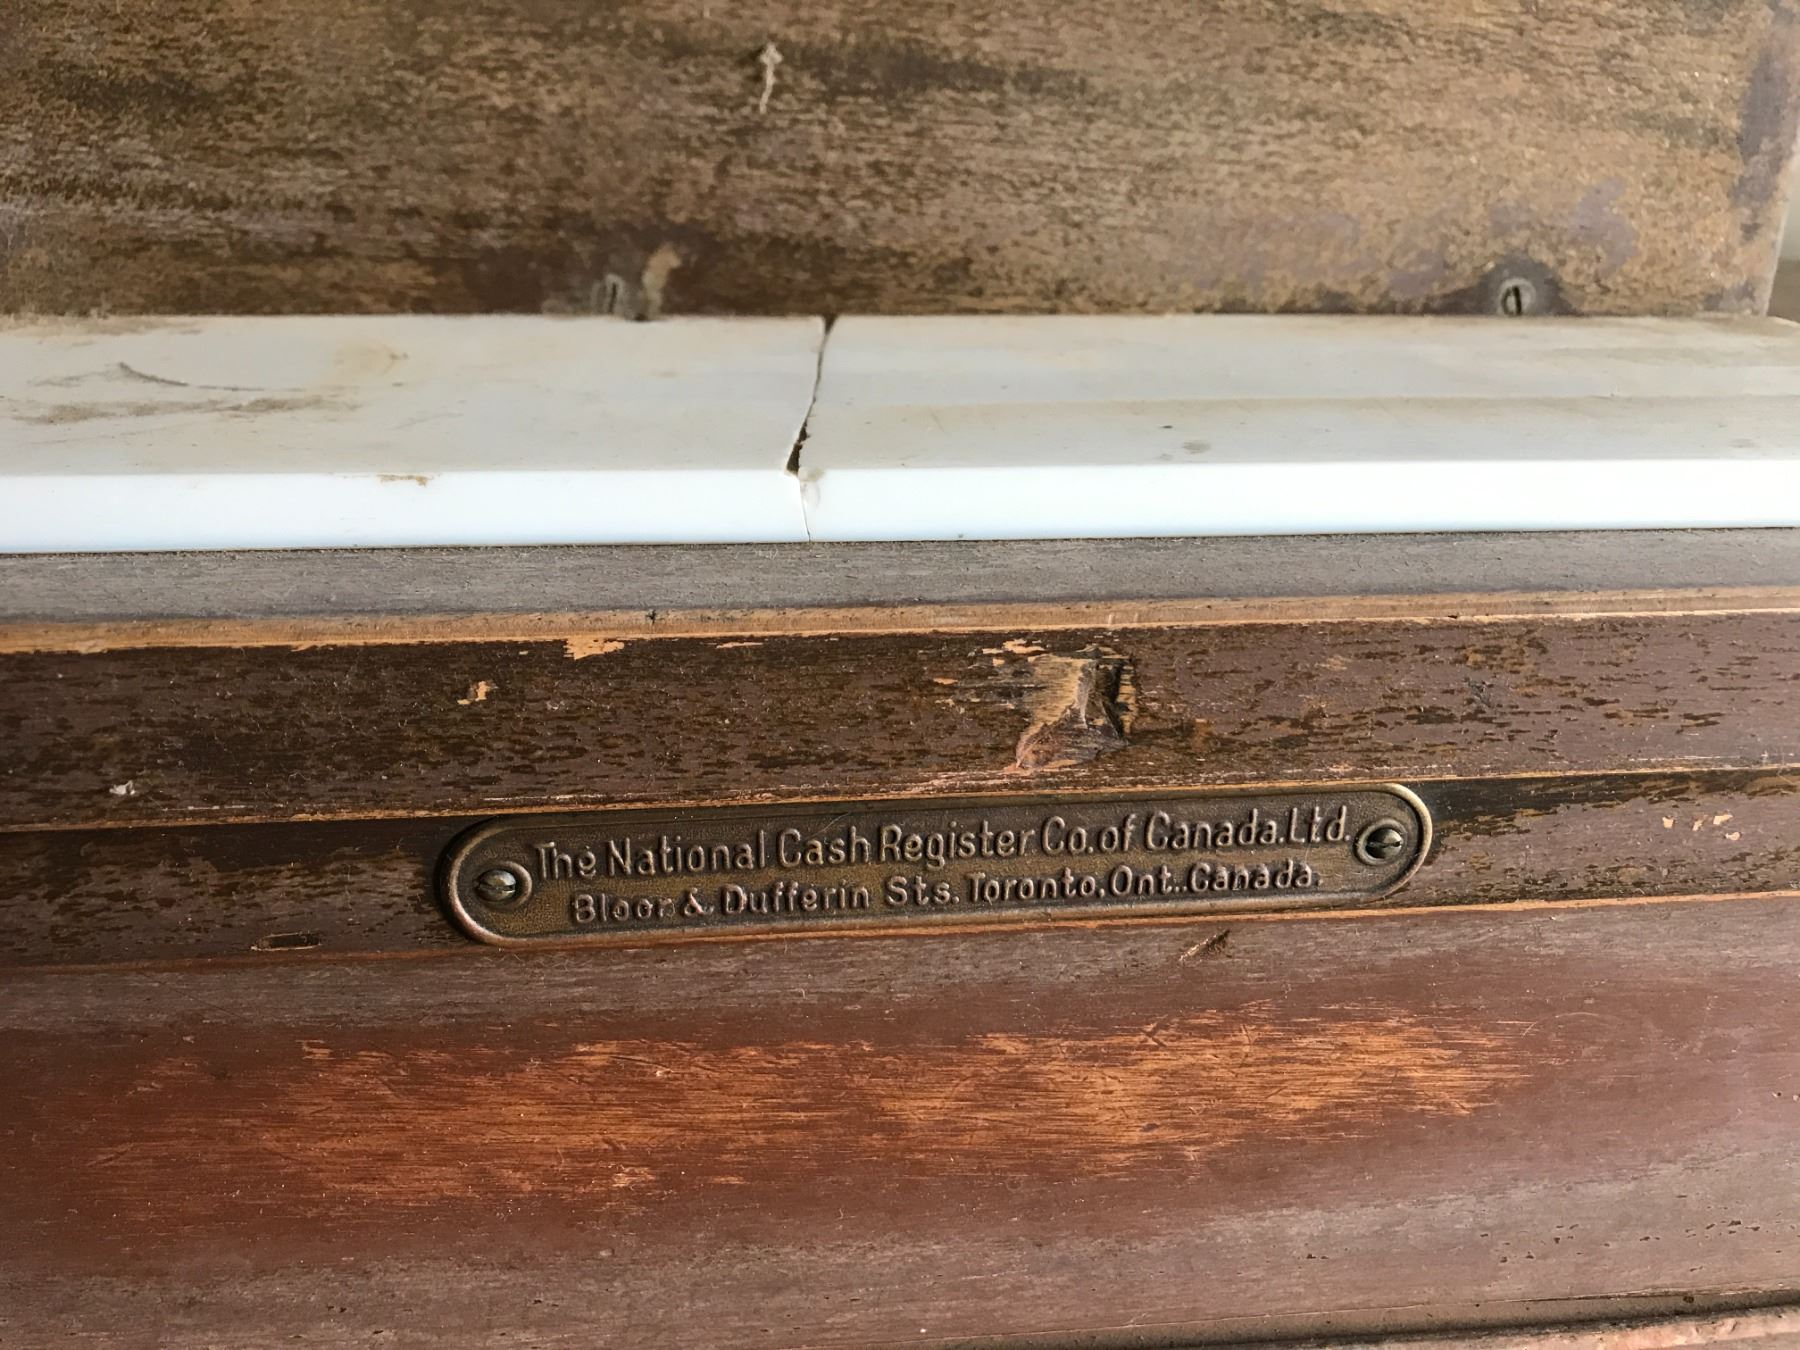 The National Cash Register Co. of Canada. Ltd.
Bloor & Dufferin Sts. Toronto, Ont. Canada.